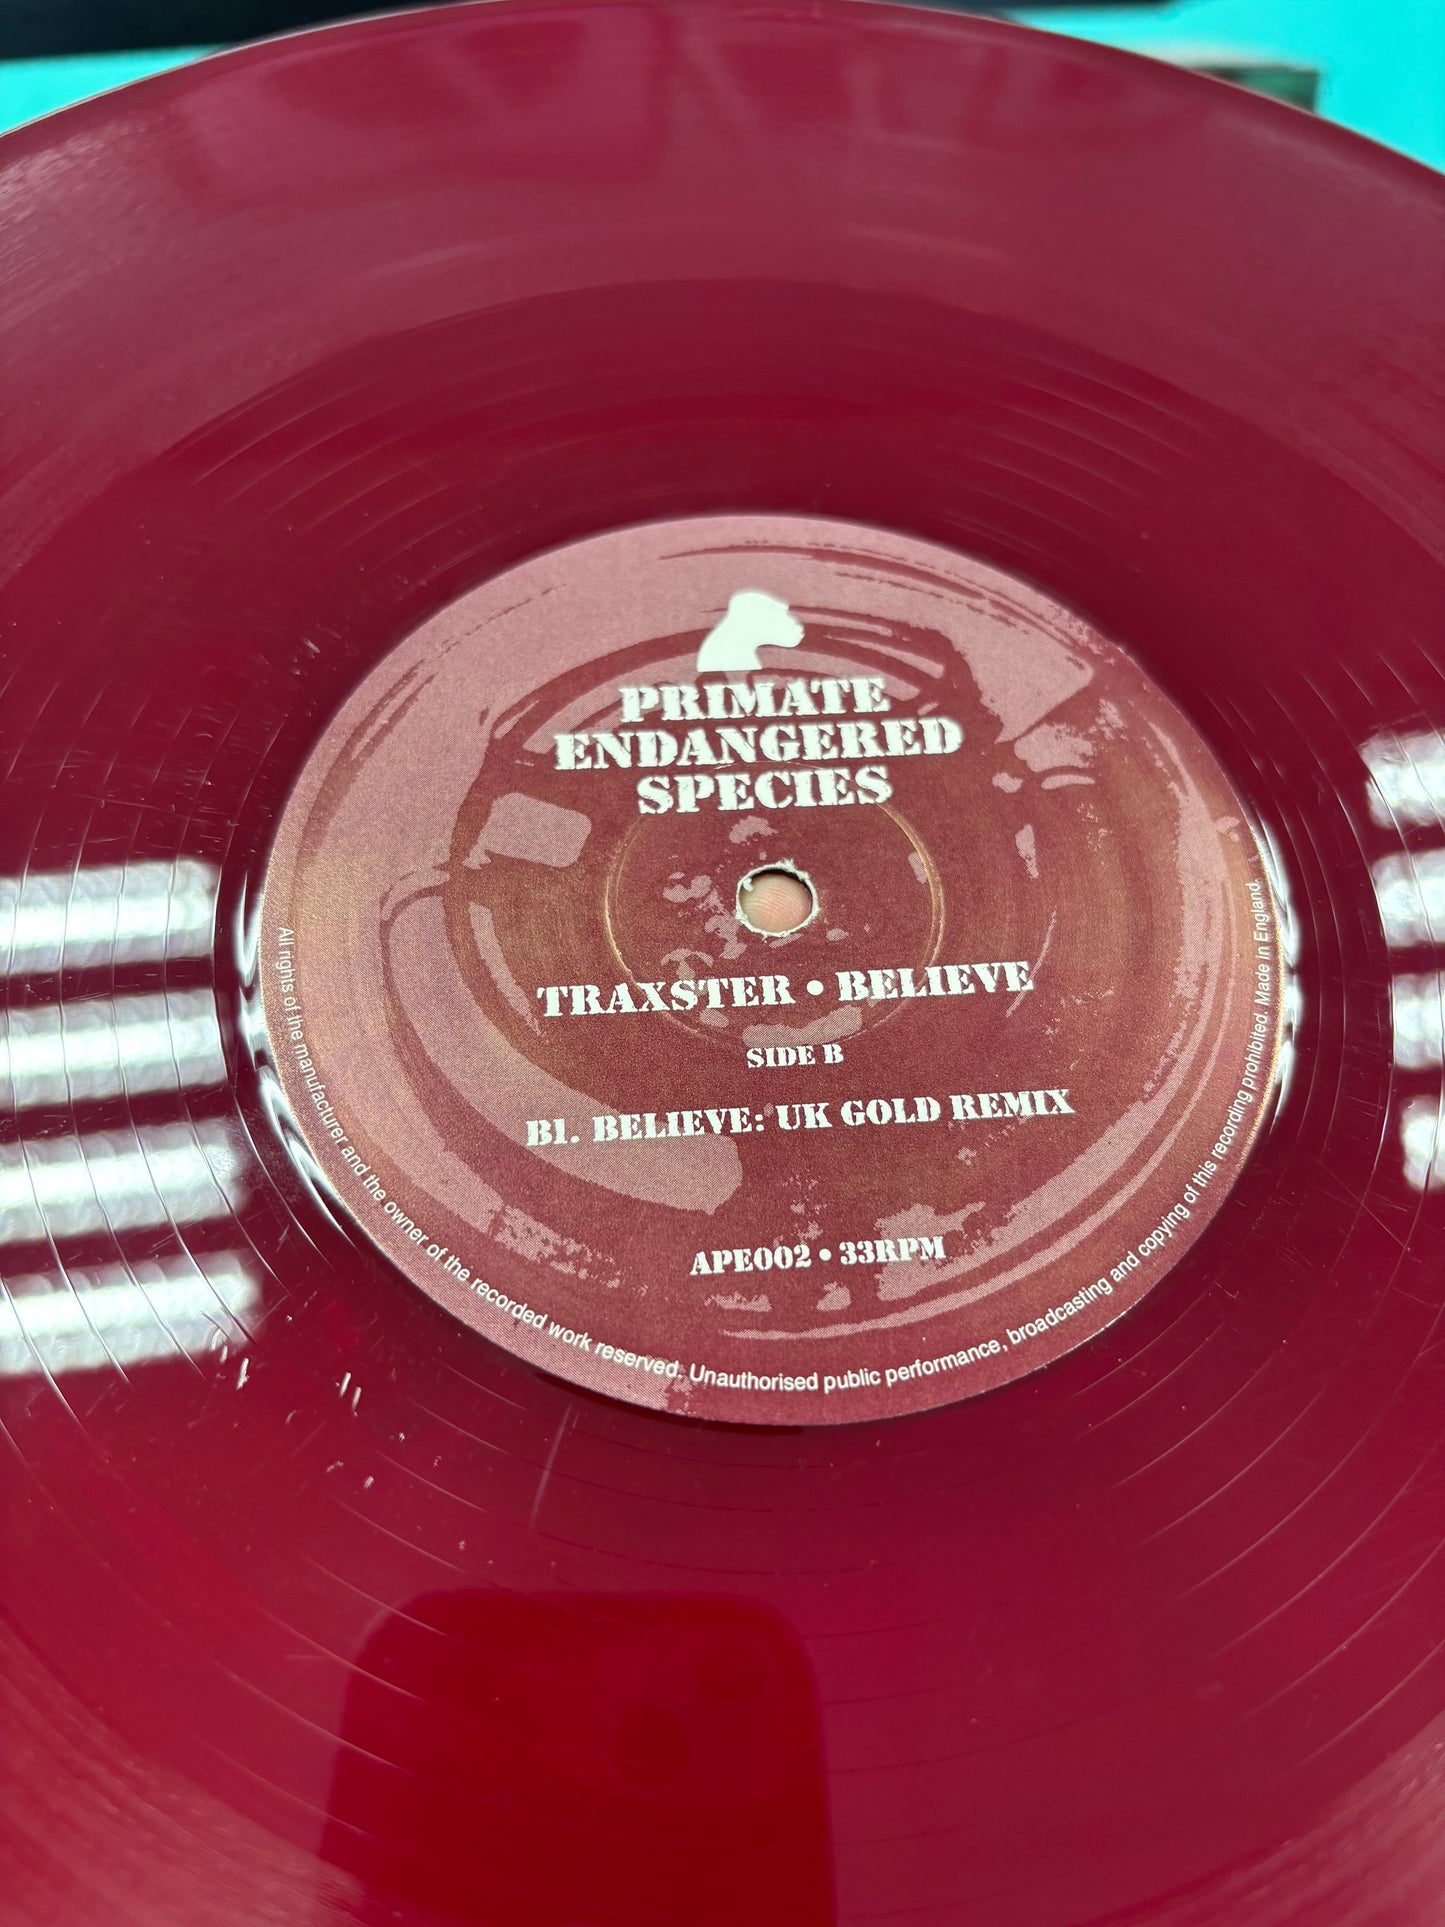 PRIMATE
ENDANGERED
SPECIES
TRAXSTER • BELIEVE
SIDE B
B1. BELIEVE: UK GOLD REMIX
APE002 • 33RPM
All rights of the manufacturer and the owner of the recorded work reserved. Unauthorised public performance, broadcasting and copying of this recording prohibited. Made in England.